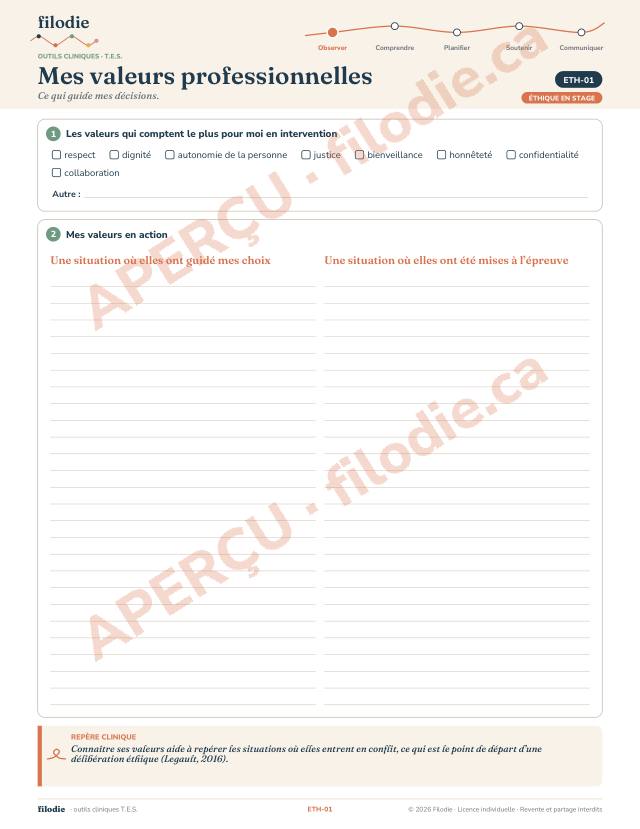 filodie
OUTILS CLINIQUES · T.E.S.
Observer Comprendre Planifier Soutenir Communiquer
Mes valeurs professionnelles
Ce qui guide mes décisions.
ETH-01
ÉTHIQUE EN STAGE
1 Les valeurs qui comptent le plus pour moi en intervention
respect dignité autonomie de la personne justice bienveillance honnêteté confidentialité
collaboration
Autre :
2 Mes valeurs en action
Une situation où elles ont guidé mes choix
Une situation où elles ont été mises à l'épreuve
APERÇU · filodie.ca
APERÇU · filodie.ca
REPÈRE CLINIQUE
Connaître ses valeurs aide à repérer les situations où elles entrent en conflit, ce qui est le point de départ d'une
délibération éthique (Legault, 2016).
filodie · outils cliniques T.E.S.
ETH-01
© 2026 Filodie · Licence individuelle · Revente et partage interdits